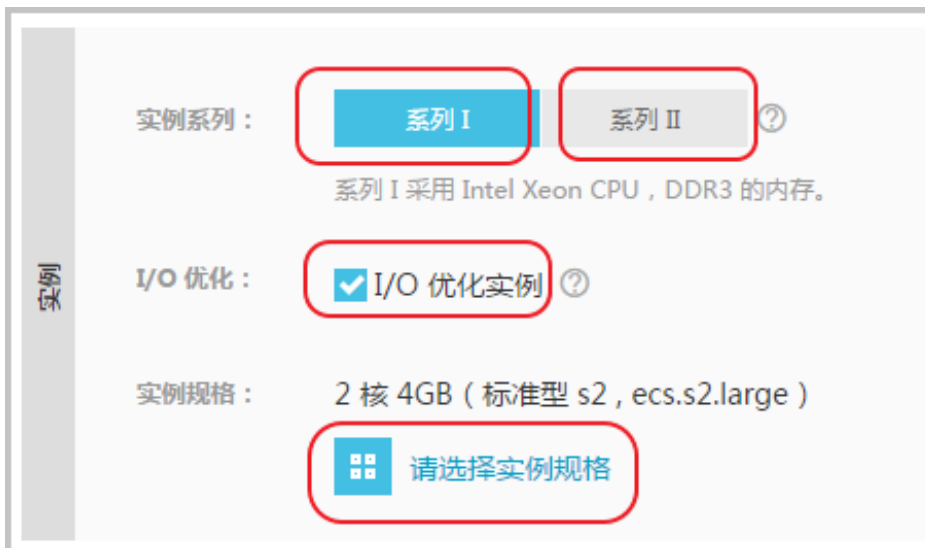 实例
实例系列： 系列 I 系列 II ?
系列 I 采用 Intel Xeon CPU，DDR3 的内存。
I/O 优化： I/O 优化实例 ?
实例规格： 2 核 4GB（标准型 s2 , ecs.s2.large）
请选择实例规格